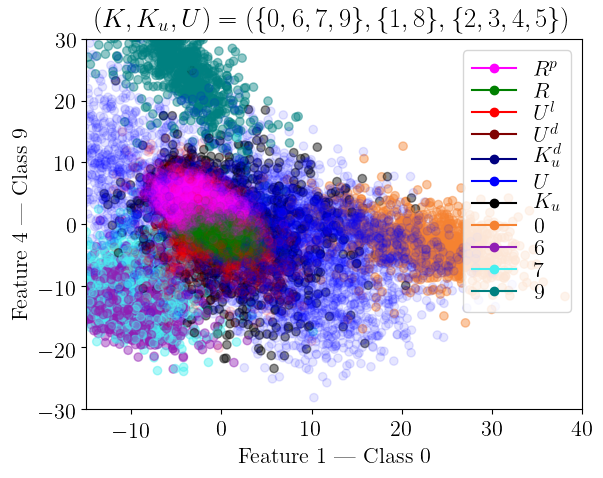 (K, K_u, U) = ({0, 6, 7, 9}, {1, 8}, {2, 3, 4, 5})
30
20
10
0
−10
−20
−30
Feature 4 — Class 9
R^p
R
U^l
U^d
K_u^d
U
K_u
0
6
7
9
−10
0
10
20
30
40
Feature 1 — Class 0